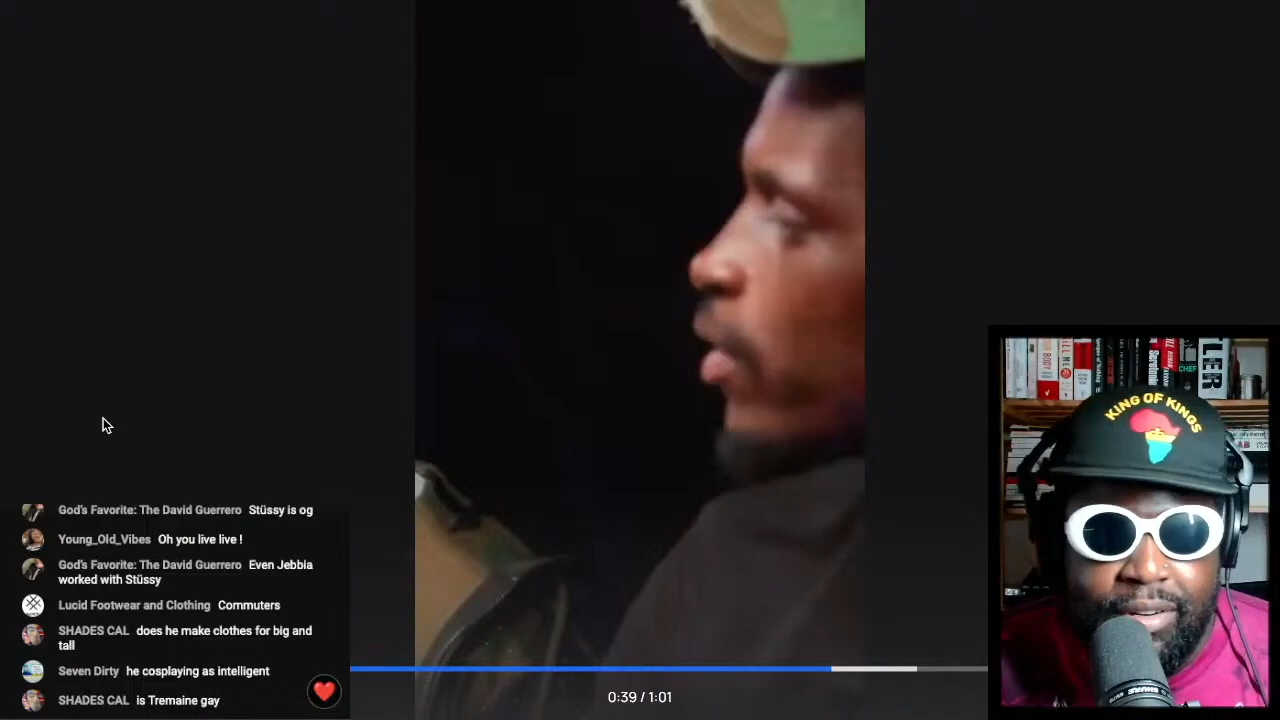 God's Favorite: The David Guerrero Stüssy is og
Young_Old_Vibes Oh you live live !
God's Favorite: The David Guerrero Even Jebbia
worked with Stüssy
Lucid Footwear and Clothing Commuters
SHADES CAL does he make clothes for big and
tall
Seven Dirty he cosplaying as intelligent
SHADES CAL is Tremaine gay
0:39 / 1:01
KING OF KINGS
CHEF
SHURE